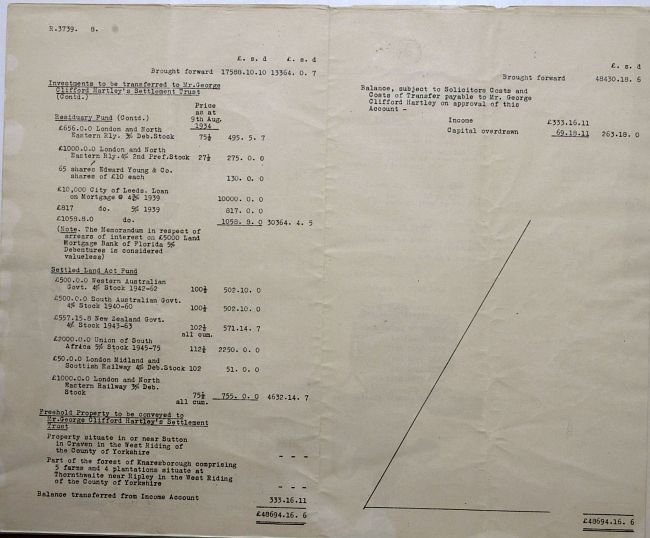 R.3739. 8.
£. s. d £. s. d
Brought forward 17588.10.10 13364. 0. 7
Investments to be transferred to Mr.George
Clifford Hartley's Settlement Trust
(Contd.)
Price
as at
9th Aug.
1934
Residuary Fund (Contd.)
£656.0.0 London and North
Eastern Rly. 3% Deb.Stock 75½ 495. 5. 7
£1000.0.0 London and North
Eastern Rly.4% 2nd Pref.Stock 27½ 275. 0. 0
65 shares Edward Young & Co.
shares of £10 each 130. 0. 0
£10,000 City of Leeds. Loan
on Mortgage @ 1939 10000. 0. 0
£817 do. 5% 1939 817. 0. 0
£1058.8.0 do. 1058. 8. 0 30364. 4. 5
(Note. The Memorandum in respect of
arrears of interest on £5000 Land
Mortgage Bank of Florida 5%
Debentures is considered
valueless)
Settled Land Act Fund
£500.0.0 Western Australian
Govt. 4% Stock 1942-62 100½ 502.10. 0
£500.0.0 South Australian Govt.
4% Stock 1940-60 100½ 502.10. 0
£557.15.8 New Zealand Govt.
4% Stock 1943-63 102½ 571.14. 7
all cum.
£2000.0.0 Union of South
Africa 5% Stock 1945-75 112½ 2250. 0. 0
£50.0.0 London Midland and
Scottish Railway 4% Deb.Stock 102 51. 0. 0
£1000.0.0 London and North
Eastern Railway 3% Deb.
Stock 75½ 755. 0. 0 4632.14. 7
all cum.
Freehold Property to be conveyed to
Mr.George Clifford Hartley's Settlement
Trust
Property situate in or near Sutton
in Craven in the West Riding of
the County of Yorkshire - - -
Part of the forest of Knaresborough comprising
5 farms and 4 plantations situate at
Thornthwaite near Ripley in the West Riding
of the County of Yorkshire - - -
Balance transferred from Income Account 333.16.11
£48694.16. 6
£. s. d
Brought forward 48430.18. 6
Balance, subject to Solicitors Costs and
Costs of Transfer payable to Mr. George
Clifford Hartley on approval of this
Account -
Income £333.16.11
Capital overdrawn 69.18.11 263.18. 0
£48694.16. 6